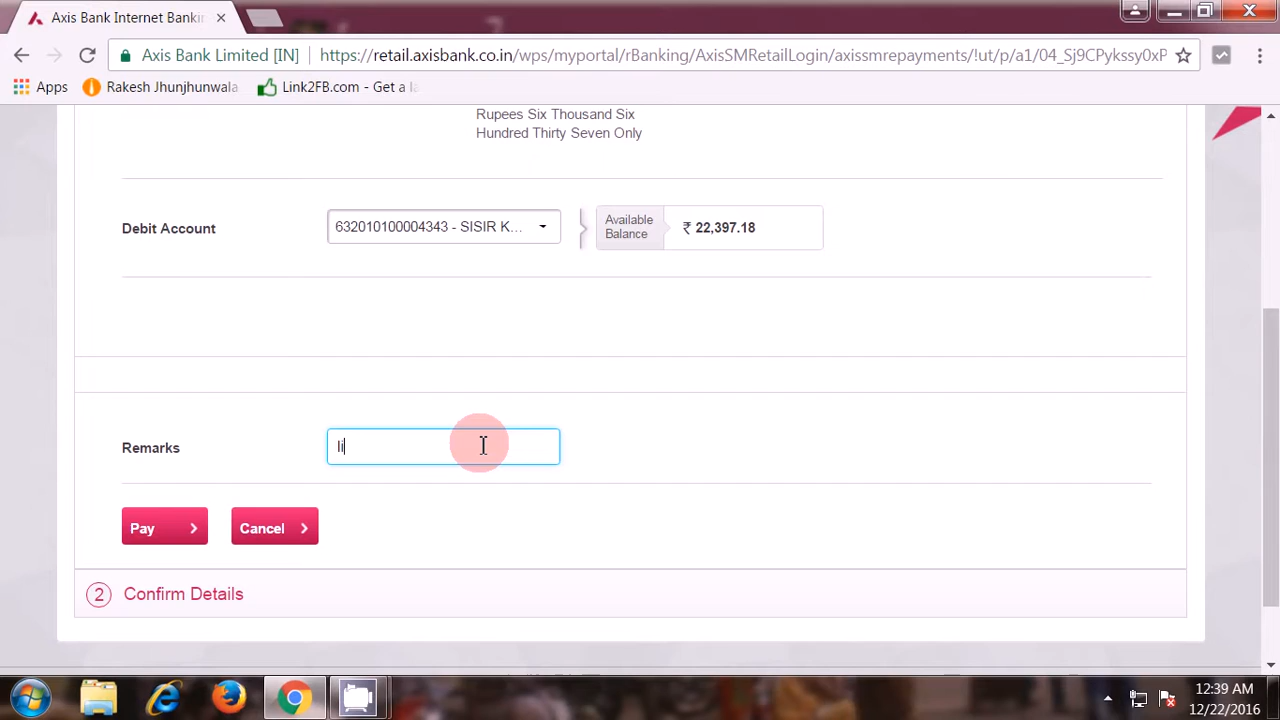 Axis Bank Internet Bankin
Axis Bank Limited [IN] https://retail.axisbank.co.in/wps/myportal/rBanking/AxisSMRetailLogin/axissmrepayments/!ut/p/a1/04_Sj9CPykssy0xP
Apps Rakesh Jhunjhunwala Link2FB.com - Get a l
Rupees Six Thousand Six
Hundred Thirty Seven Only
Debit Account 632010100004343 - SISIR K... Available
Balance ₹ 22,397.18
Remarks li
Pay Cancel
2 Confirm Details
12:39 AM
12/22/2016